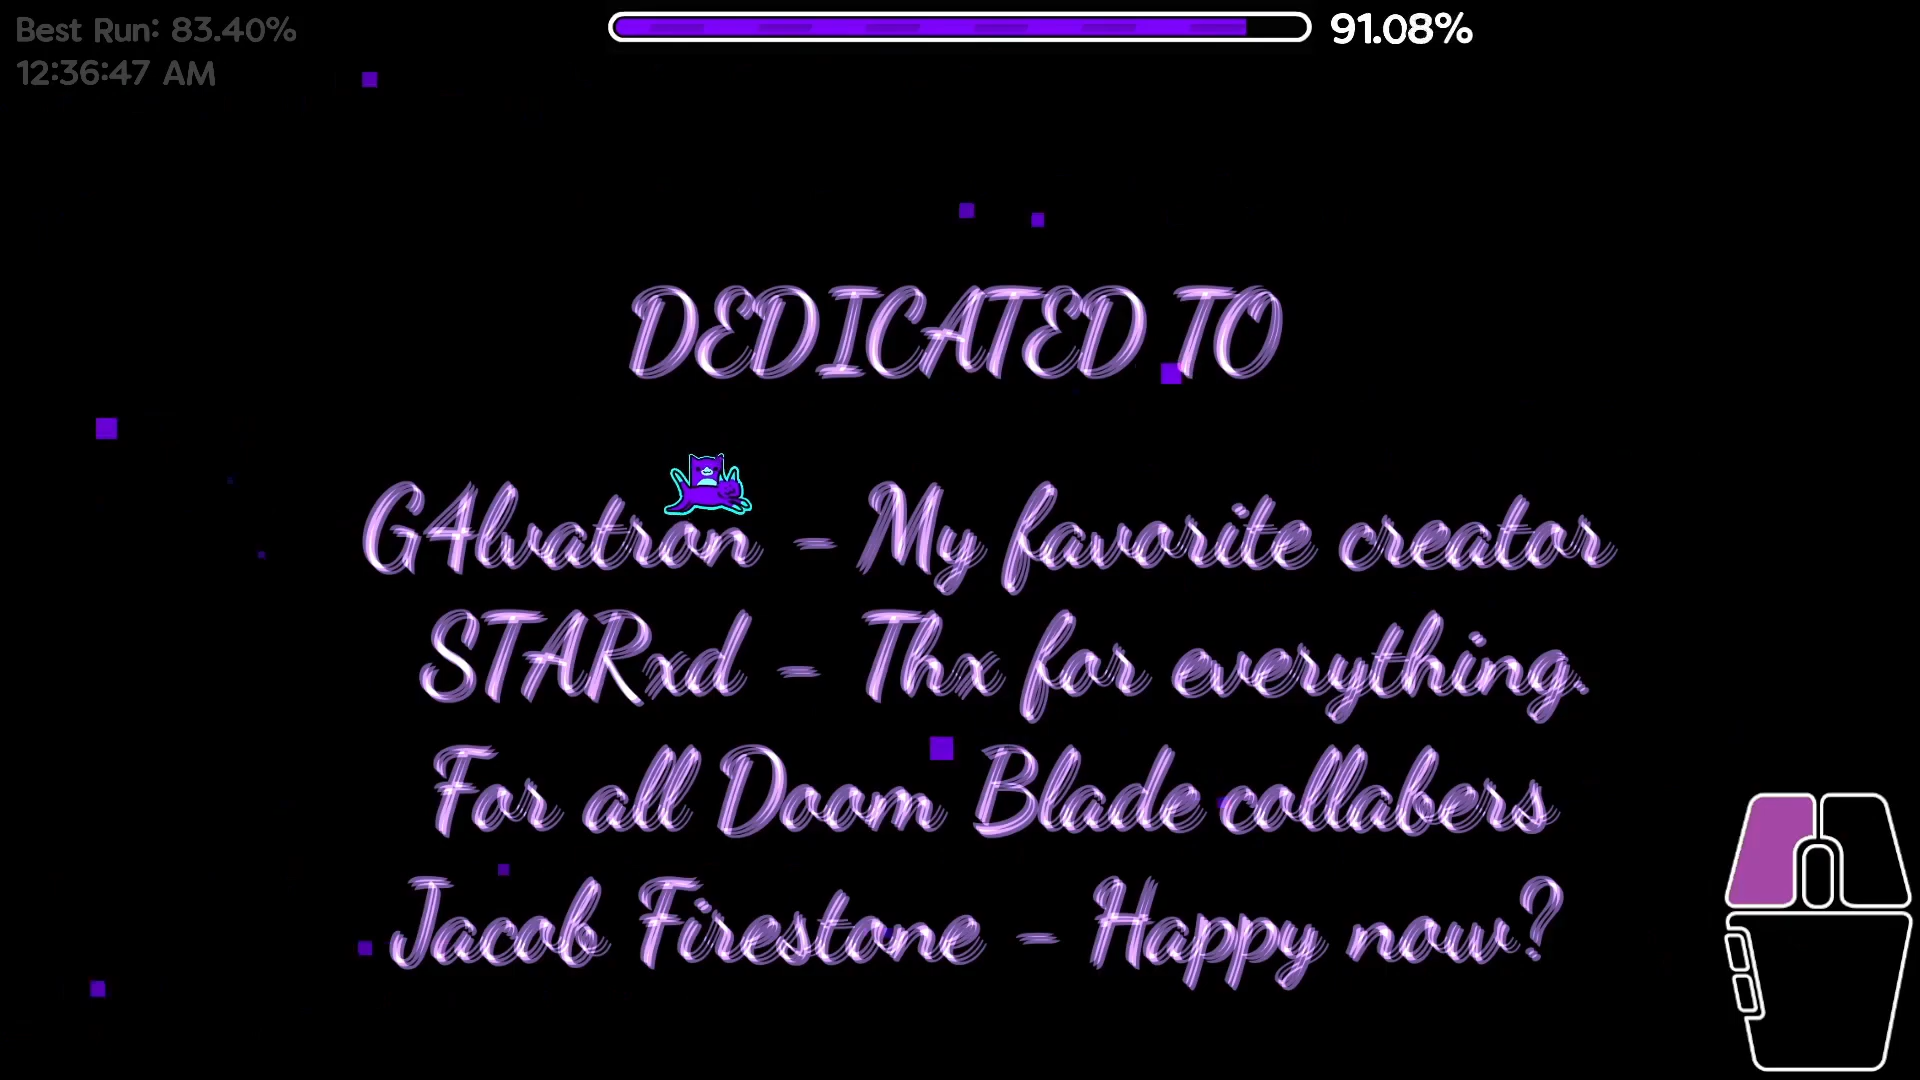 Best Run: 83.40%
91.08%
12:36:47 AM
DEDICATED TO
G4lvatron - My favorite creator
STARxd - Thx for everything.
For all Doom Blade collabers
Jacob Firestone - Happy now?